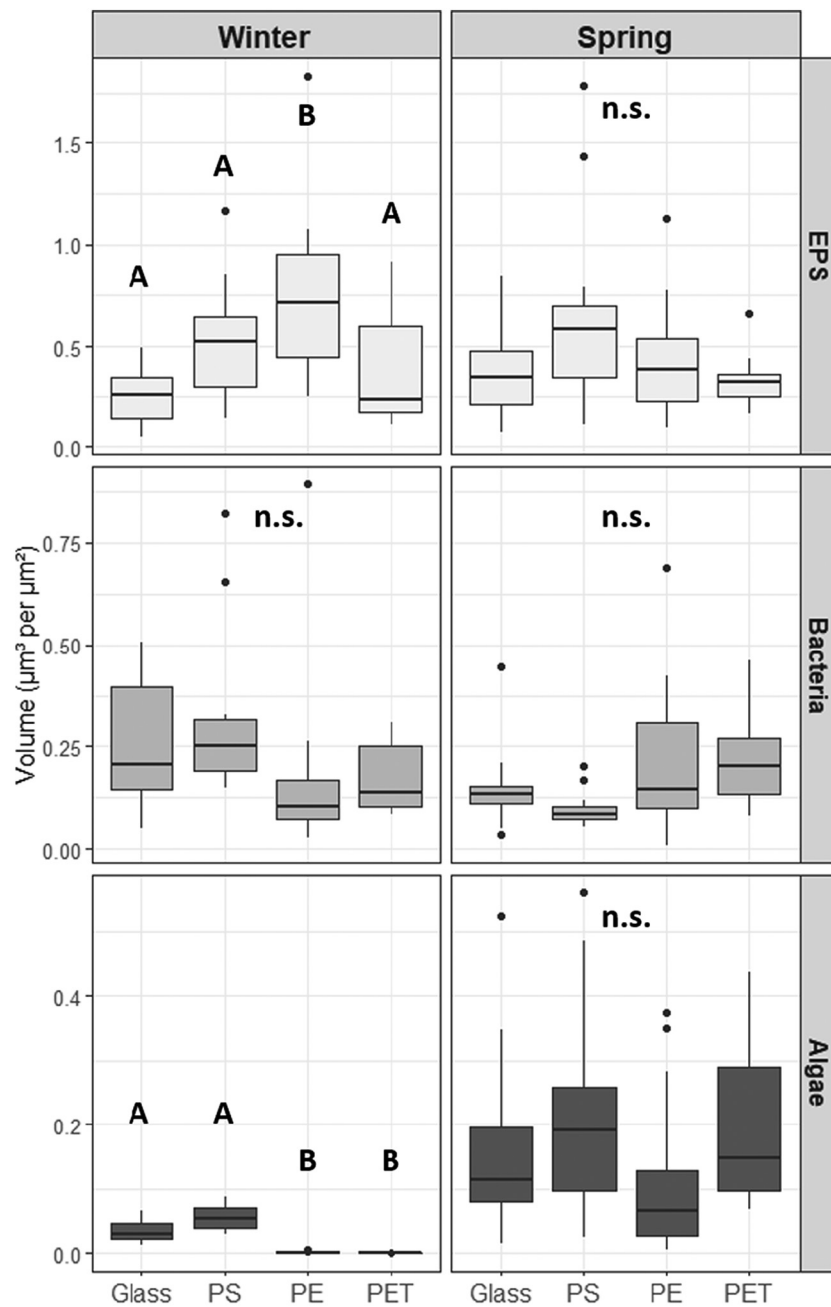 Winter Spring
B n.s.
1.5
A
A
1.0
A
0.5
0.0
EPS
n.s. n.s.
0.75
0.50
0.25
0.00
Bacteria
Volume (µm³ per µm²)
n.s.
0.4
A A
0.2
B B
0.0
Algae
Glass PS PE PET Glass PS PE PET